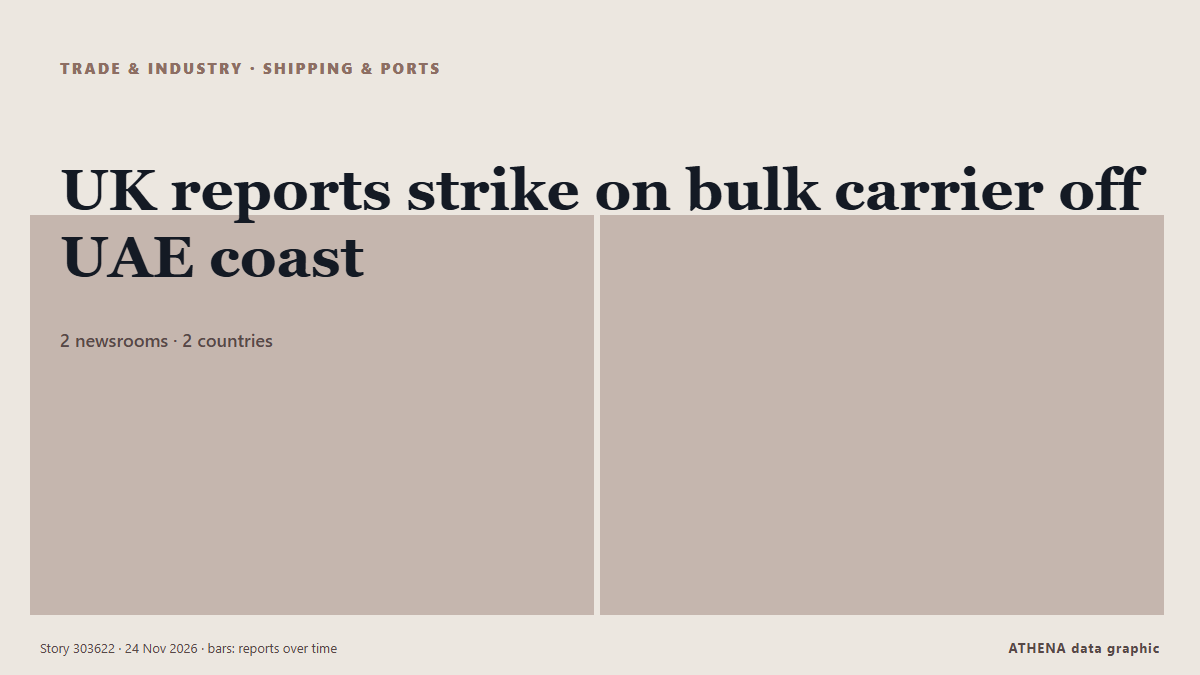 TRADE & INDUSTRY · SHIPPING & PORTS
UK reports strike on bulk carrier off
UAE coast
2 newsrooms · 2 countries
Story 303622 · 24 Nov 2026 · bars: reports over time
ATHENA data graphic